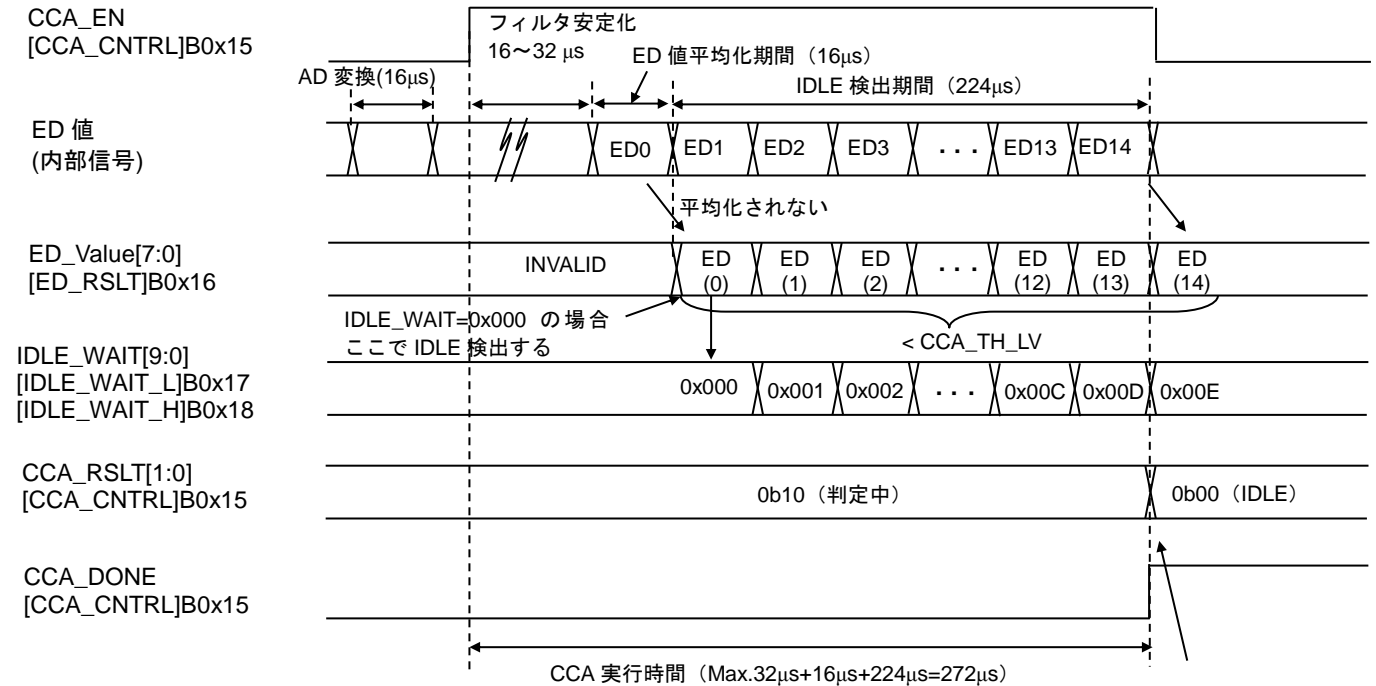 CCA_EN
[CCA_CNTRL]B0x15
フィルタ安定化
16～32 μs
ED 値平均化期間（16μs）
AD 変換(16μs)
IDLE 検出期間（224μs）
ED 値
(内部信号)
ED0
ED1
ED2
ED3
・・・
ED13
ED14
平均化されない
ED_Value[7:0]
[ED_RSLT]B0x16
INVALID
ED
(0)
ED
(1)
ED
(2)
・・・
ED
(12)
ED
(13)
ED
(14)
IDLE_WAIT=0x000 の場合
ここで IDLE 検出する
< CCA_TH_LV
IDLE_WAIT[9:0]
[IDLE_WAIT_L]B0x17
[IDLE_WAIT_H]B0x18
0x000
0x001
0x002
・・・
0x00C
0x00D
0x00E
CCA_RSLT[1:0]
[CCA_CNTRL]B0x15
0b10（判定中）
0b00（IDLE）
CCA_DONE
[CCA_CNTRL]B0x15
CCA 実行時間（Max.32μs+16μs+224μs=272μs）